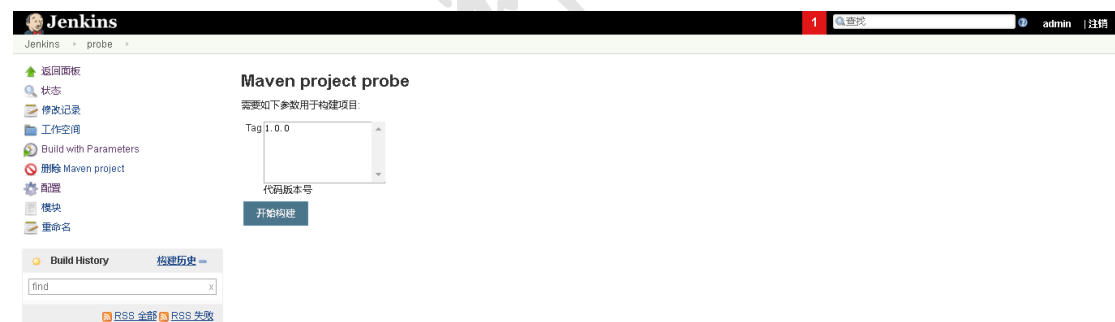 Jenkins
1
查找
admin
| 注销
Jenkins
probe
返回面板
状态
修改记录
工作空间
Build with Parameters
删除 Maven project
配置
模块
重命名
Build History
构建历史
find
x
RSS 全部
RSS 失败
Maven project probe
需要如下参数用于构建项目:
Tag
1.0.0
代码版本号
开始构建